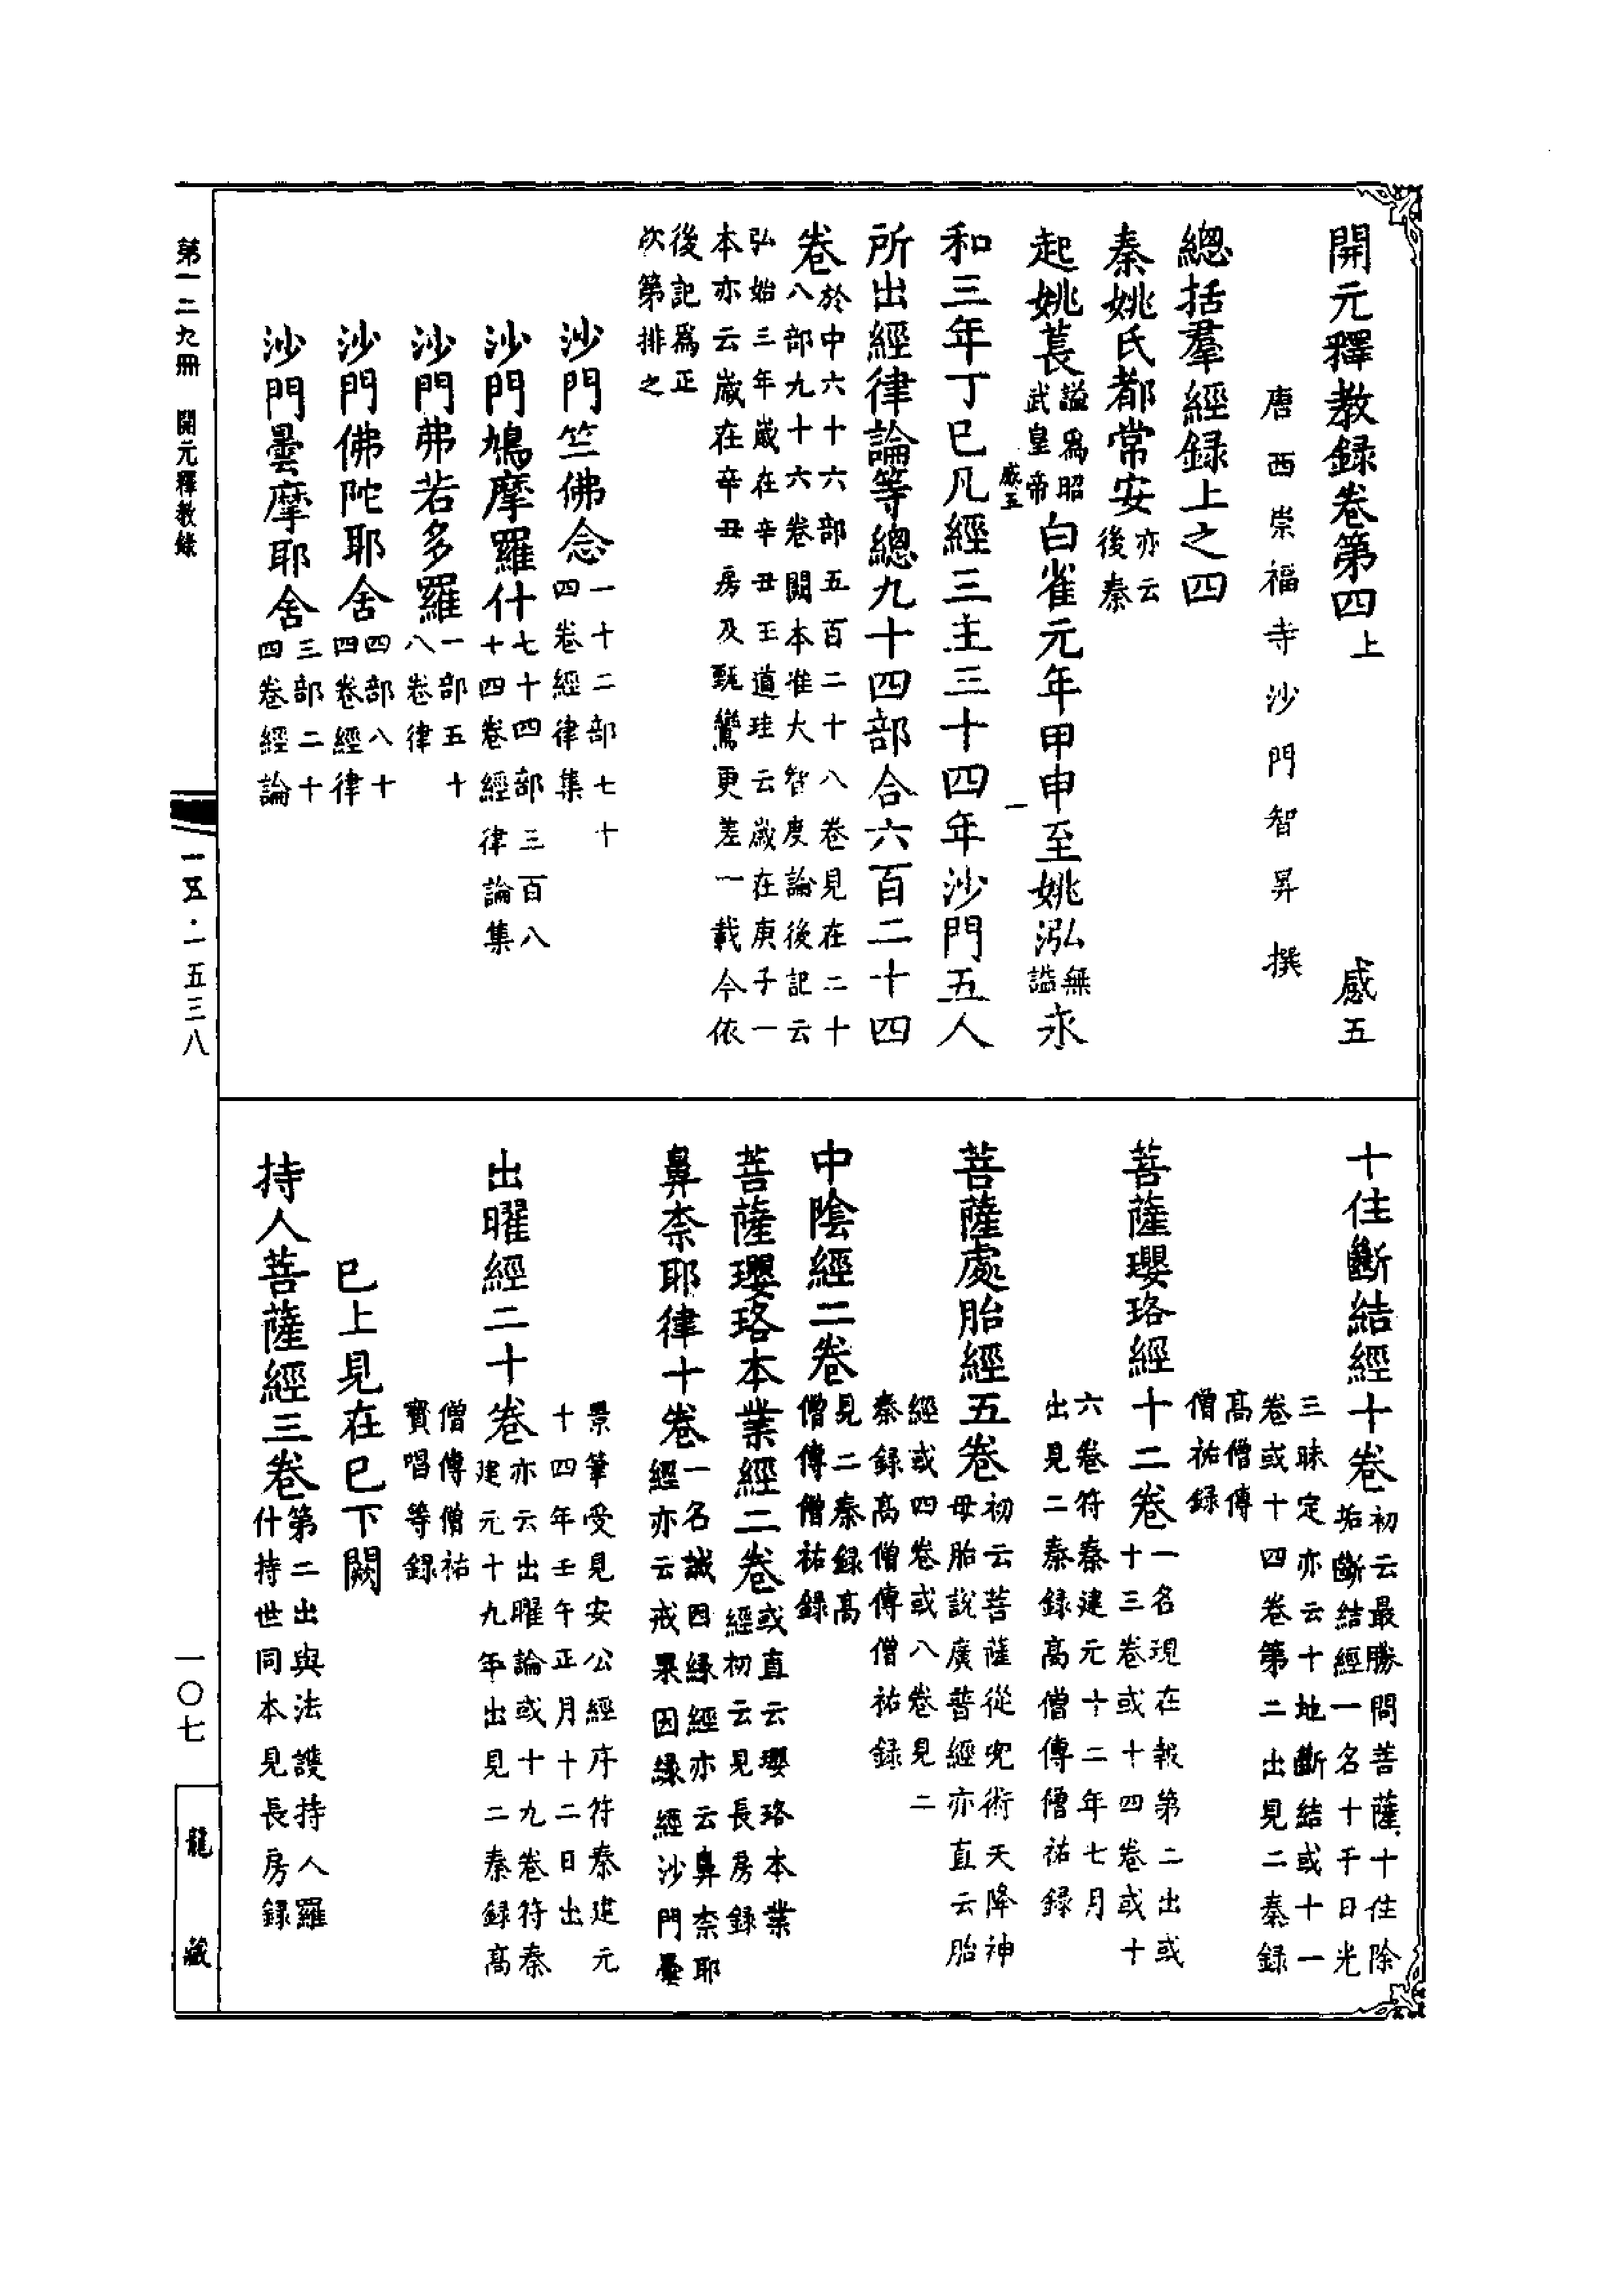 開元釋教録卷第四上　感五
唐西崇福寺沙門智昇撰
總括羣經録上之四
秦姚氏都常安亦云後秦
起姚萇諡爲昭武皇帝白雀元年甲申至姚泓無諡永
感五　一
和三年丁巳凡經三主三十四年沙門五人
所出經律論等總九十四部合六百二十四
卷於中六十六部五百二十八卷見在二十
八部九十六卷闕本准大智度論後記云
弘始三年歲在辛丑王道珪云歲在庚子一
本亦云歲在辛丑房及甄鸞更差一載今依
後記爲正
次第排之
沙門竺佛念一十二部七十四卷經律集
沙門鳩摩羅什七十四部三百八十四卷經律論集
沙門弗若多羅一部五十八卷律
沙門佛陀耶舍四部八十四卷經律
沙門曇摩耶舍三部二十四卷經論
十住斷結經十卷初云最勝問菩薩十住除
垢斷結經一名十千日光
三昧定亦云十地斷結或十一
卷或十四卷第二出見二秦録
高僧傳
僧祐録
菩薩瓔珞經十二卷一名現在報第二出或
十三卷或十四卷或十
六卷符秦建元十二年七月
出見二秦録高僧傳僧祐録
菩薩處胎經五卷初云菩薩從兜術天降神
母胎說廣普經亦直云胎
經或四卷或八卷見二
秦録高僧傳僧祐録
中陰經二卷見二秦録高
僧傳僧祐録
菩薩瓔珞本業經二卷或直云瓔珞本業
經初云見長房録
鼻柰耶律十卷一名誡因縁經亦云鼻柰耶
經亦云戒果因縁經沙門曇
景筆受見安公經序符秦建元
十四年壬午正月十二日出
出曜經二十卷亦云出曜論或十九卷符秦
建元十九年出見二秦録高
僧傳僧祐
寶唱等録
已上見在已下闕
持人菩薩經三卷第二出與法護持人羅
什持世同本見長房録
第一二九冊　開元釋教錄
一五·一五三八
一〇七
龍藏